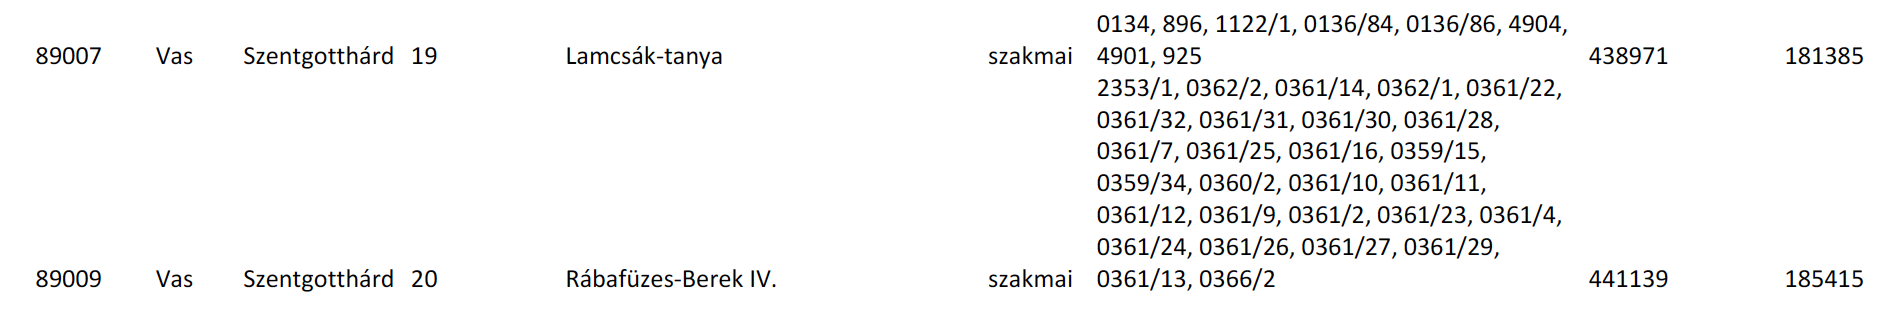 0134, 896, 1122/1, 0136/84, 0136/86, 4904,
89007 Vas Szentgotthárd 19 Lamcsák-tanya szakmai 4901, 925 438971 181385
2353/1, 0362/2, 0361/14, 0362/1, 0361/22,
0361/32, 0361/31, 0361/30, 0361/28,
0361/7, 0361/25, 0361/16, 0359/15,
0359/34, 0360/2, 0361/10, 0361/11,
0361/12, 0361/9, 0361/2, 0361/23, 0361/4,
0361/24, 0361/26, 0361/27, 0361/29,
89009 Vas Szentgotthárd 20 Rábafüzes-Berek IV. szakmai 0361/13, 0366/2 441139 185415